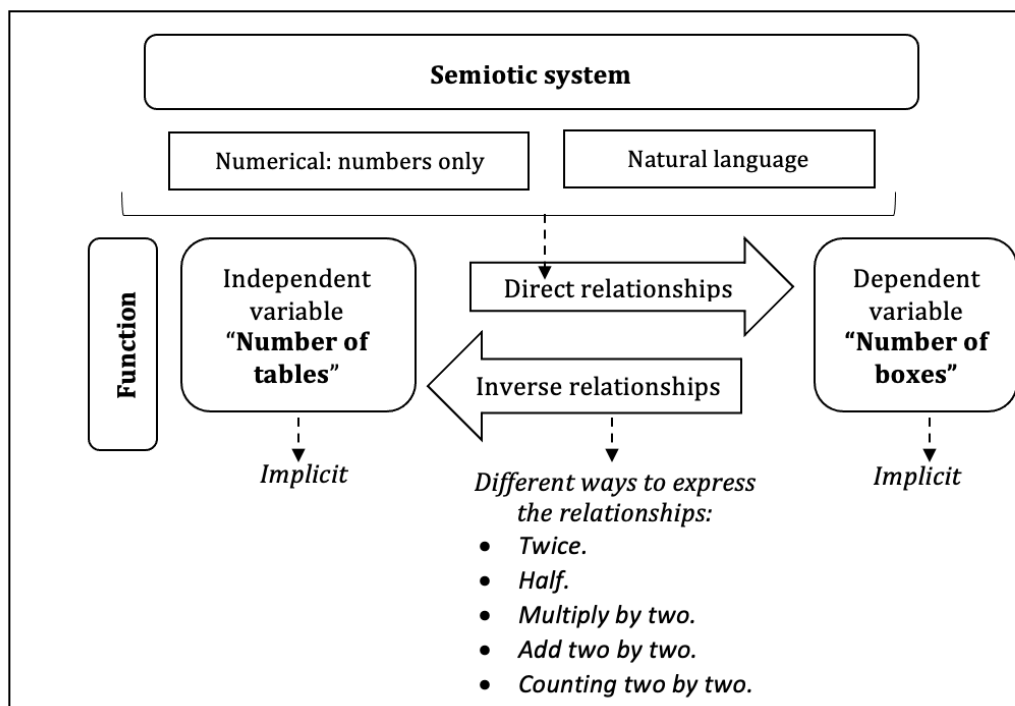 Semiotic system
Numerical: numbers only
Natural language
Function
Independent
variable
“Number of
tables”
Direct relationships
Inverse relationships
Dependent
variable
“Number of
boxes”
Implicit
Different ways to express
the relationships:
• Twice.
• Half.
• Multiply by two.
• Add two by two.
• Counting two by two.
Implicit